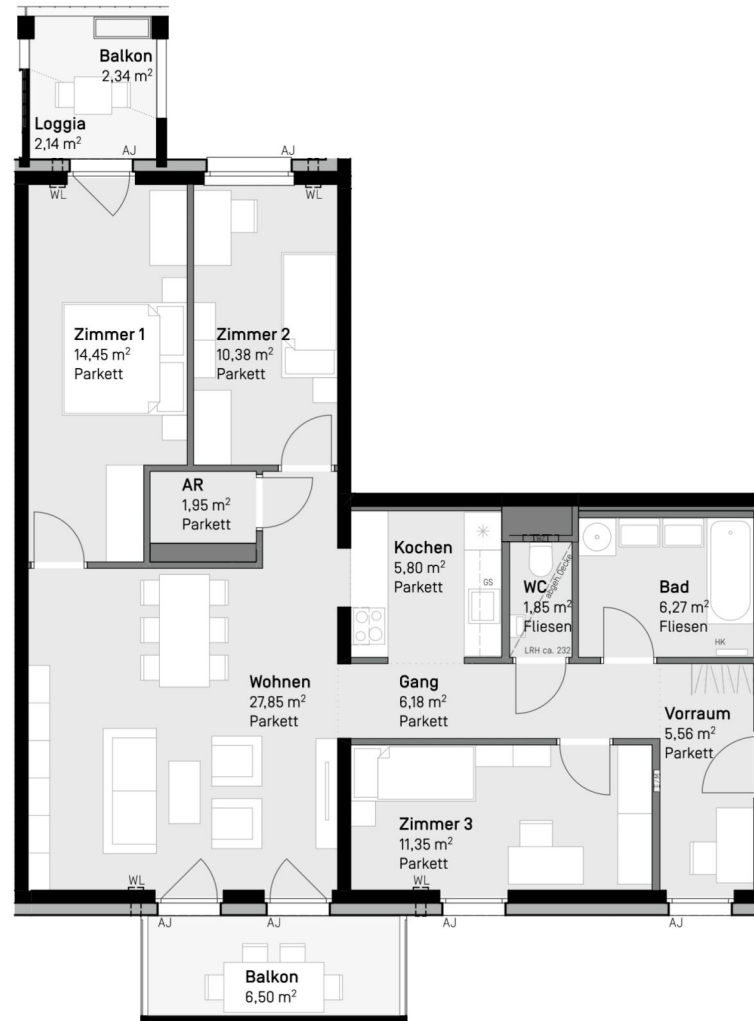 Balkon
2,34 m²
Loggia
2,14 m²
AJ
AJ
WL
WL
Zimmer 1
14,45 m²
Parkett
Zimmer 2
10,38 m²
Parkett
AR
1,95 m²
Parkett
Kochen
5,80 m²
Parkett
GS
WC
1,85 m²
Fliesen
abgeh.Decke
LRH ca. 232
Bad
6,27 m²
Fliesen
HK
Wohnen
27,85 m²
Parkett
Gang
6,18 m²
Parkett
Vorraum
5,56 m²
Parkett
Zimmer 3
11,35 m²
Parkett
WL
WL
AJ
AJ
AJ
AJ
Balkon
6,50 m²